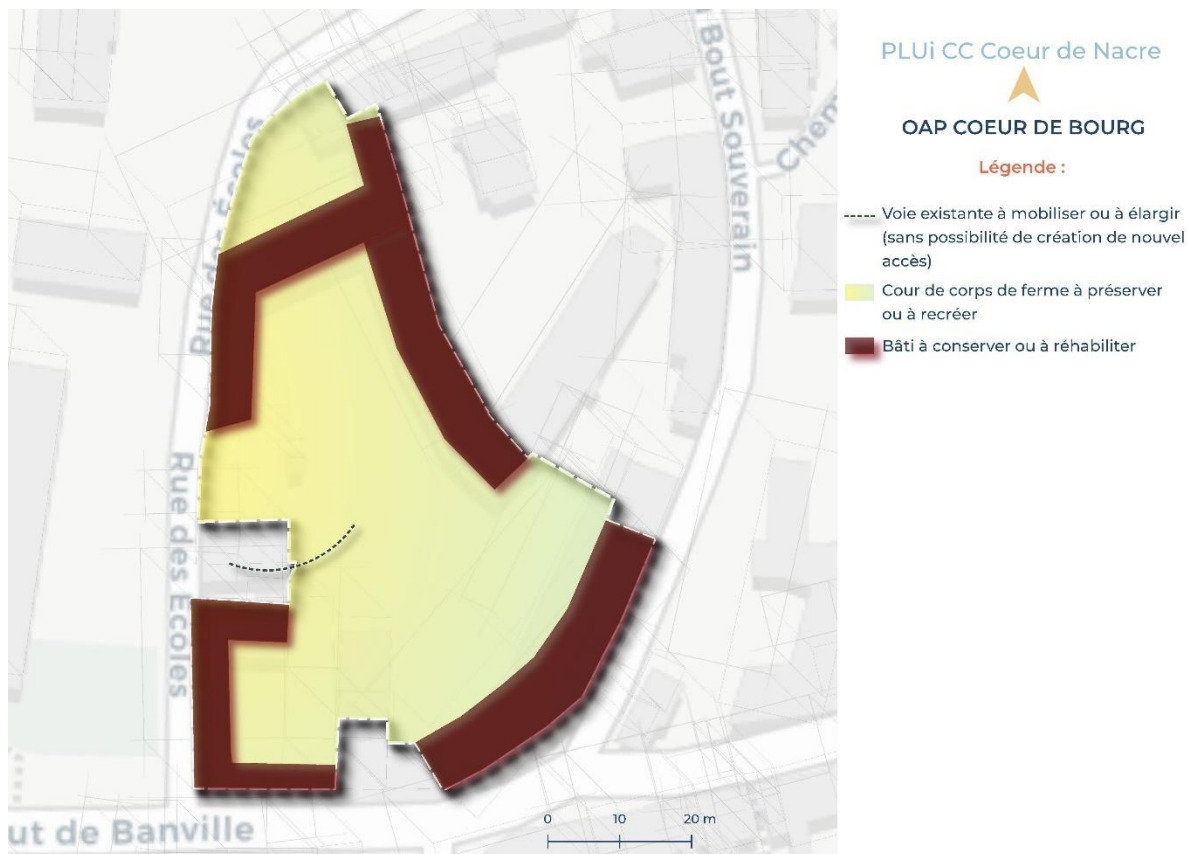 PLUi CC Coeur de Nacre
OAP COEUR DE BOURG
Légende :
Voie existante à mobiliser ou à élargir
(sans possibilité de création de nouvel
accès)
Cour de corps de ferme à préserver
ou à recréer
Bâti à conserver ou à réhabiliter
Bout Souverain
Chem
Rue des Écoles
Rue des Écoles
ut de Banville
0 10 20 m